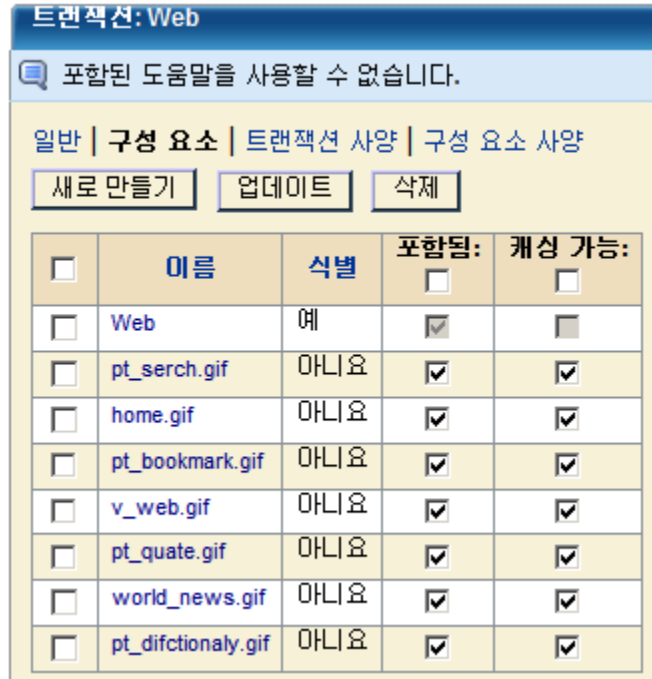 트랜잭션: Web
포함된 도움말을 사용할 수 없습니다.
일반 | 구성 요소 | 트랜잭션 사양 | 구성 요소 사양
새로 만들기 업데이트 삭제
이름 식별 포함됨: 캐싱 가능:
Web 예
pt_serch.gif 아니요
home.gif 아니요
pt_bookmark.gif 아니요
v_web.gif 아니요
pt_quate.gif 아니요
world_news.gif 아니요
pt_difctionaly.gif 아니요